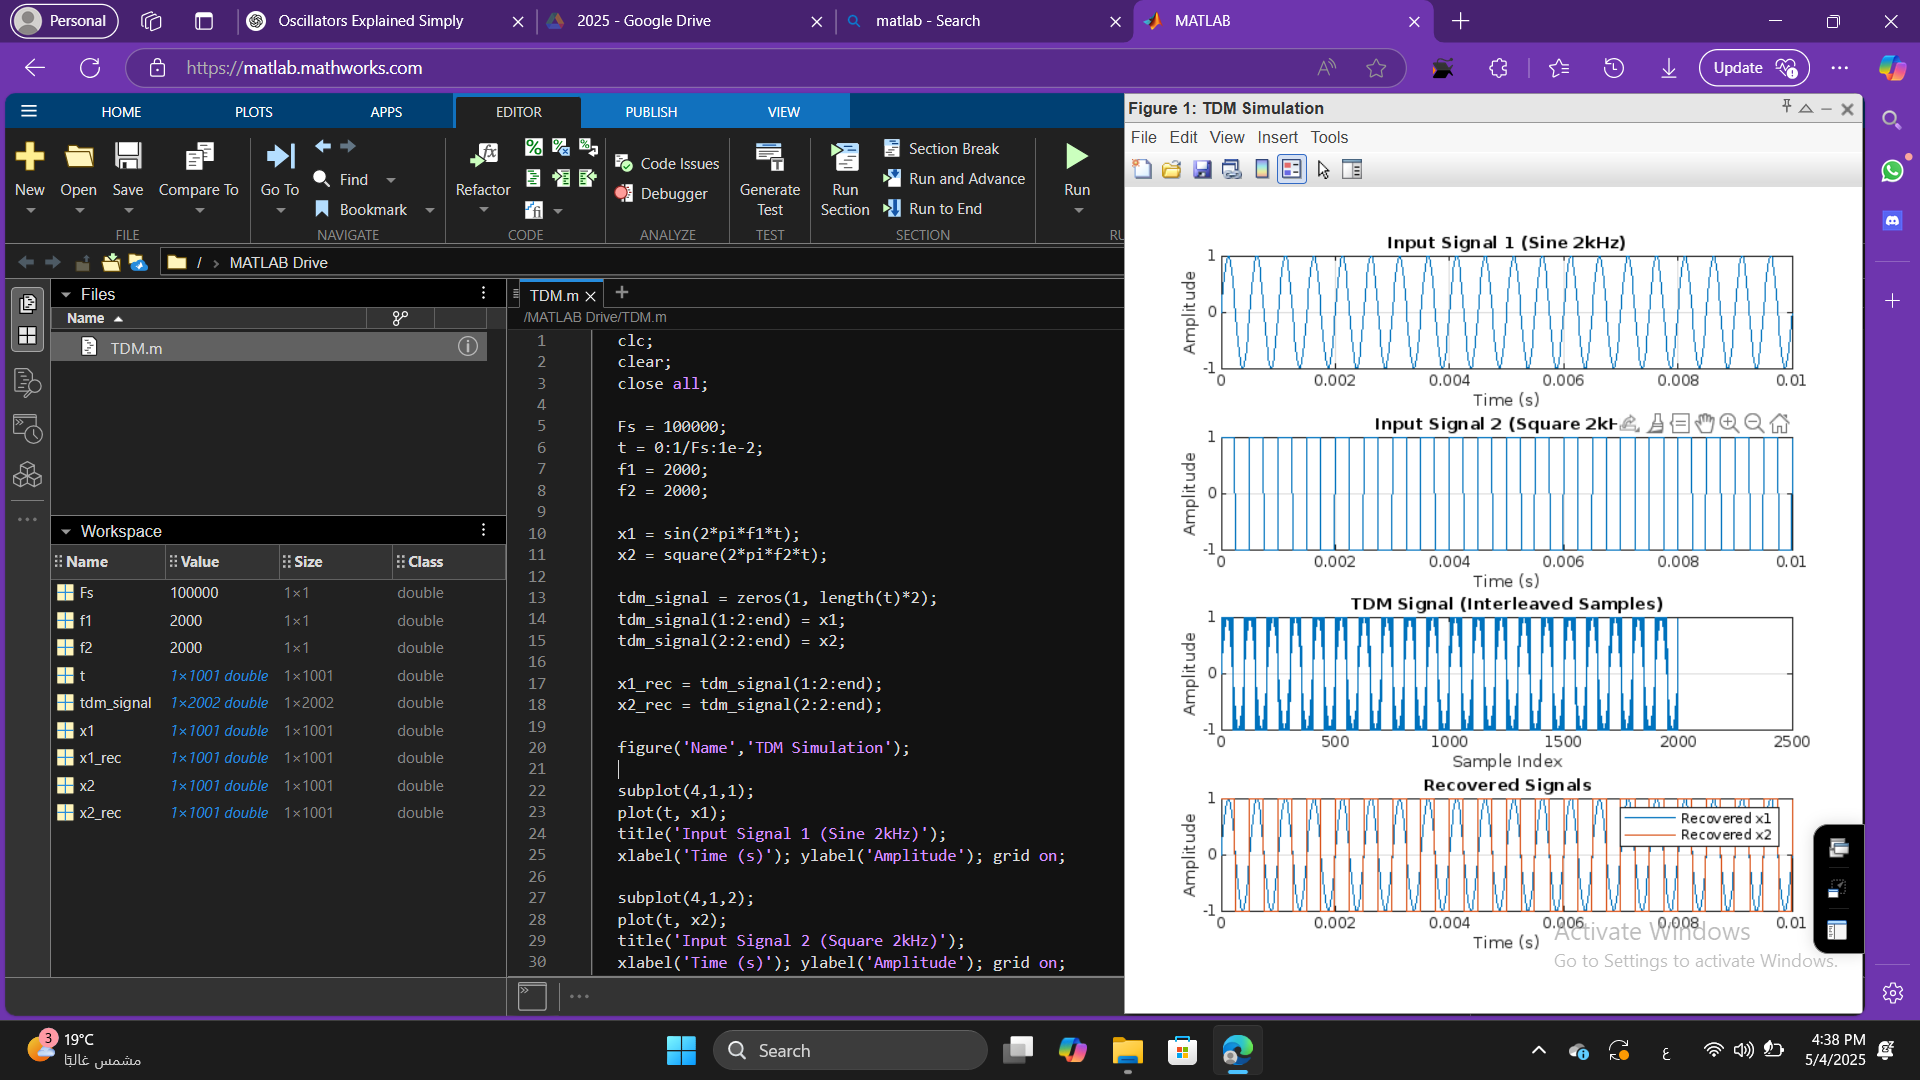 Personal
Oscillators Explained Simply
2025 - Google Drive
matlab - Search
MATLAB
https://matlab.mathworks.com
Update
HOME
PLOTS
APPS
EDITOR
PUBLISH
VIEW
New
Open
Save
Compare To
FILE
Go To
Find
Bookmark
NAVIGATE
Refactor
CODE
Code Issues
Debugger
ANALYZE
Generate
Test
TEST
Run
Section
Section Break
Run and Advance
Run to End
SECTION
Run
RU
/ › MATLAB Drive
Files
Name
TDM.m
Workspace
Name Value Size Class
Fs 100000 1×1 double
f1 2000 1×1 double
f2 2000 1×1 double
t 1×1001 double 1×1001 double
tdm_signal 1×2002 double 1×2002 double
x1 1×1001 double 1×1001 double
x1_rec 1×1001 double 1×1001 double
x2 1×1001 double 1×1001 double
x2_rec 1×1001 double 1×1001 double
TDM.m
/MATLAB Drive/TDM.m
1 clc;
2 clear;
3 close all;
4
5 Fs = 100000;
6 t = 0:1/Fs:1e-2;
7 f1 = 2000;
8 f2 = 2000;
9
10 x1 = sin(2*pi*f1*t);
11 x2 = square(2*pi*f2*t);
12
13 tdm_signal = zeros(1, length(t)*2);
14 tdm_signal(1:2:end) = x1;
15 tdm_signal(2:2:end) = x2;
16
17 x1_rec = tdm_signal(1:2:end);
18 x2_rec = tdm_signal(2:2:end);
19
20 figure('Name','TDM Simulation');
21
22 subplot(4,1,1);
23 plot(t, x1);
24 title('Input Signal 1 (Sine 2kHz)');
25 xlabel('Time (s)'); ylabel('Amplitude'); grid on;
26
27 subplot(4,1,2);
28 plot(t, x2);
29 title('Input Signal 2 (Square 2kHz)');
30 xlabel('Time (s)'); ylabel('Amplitude'); grid on;
Figure 1: TDM Simulation
File Edit View Insert Tools
Input Signal 1 (Sine 2kHz)
Amplitude
1
0
-1
0 0.002 0.004 0.006 0.008 0.01
Time (s)
Input Signal 2 (Square 2kH
Amplitude
1
0
-1
0 0.002 0.004 0.006 0.008 0.01
Time (s)
TDM Signal (Interleaved Samples)
Amplitude
1
0
-1
0 500 1000 1500 2000 2500
Sample Index
Recovered Signals
Amplitude
1
0
-1
Recovered x1
Recovered x2
0 0.002 0.004 0.006 0.008 0.01
Time (s)
Activate Windows
Go to Settings to activate Windows.
3
19°C
مشمس غالبًا
Search
ع
4:38 PM
5/4/2025